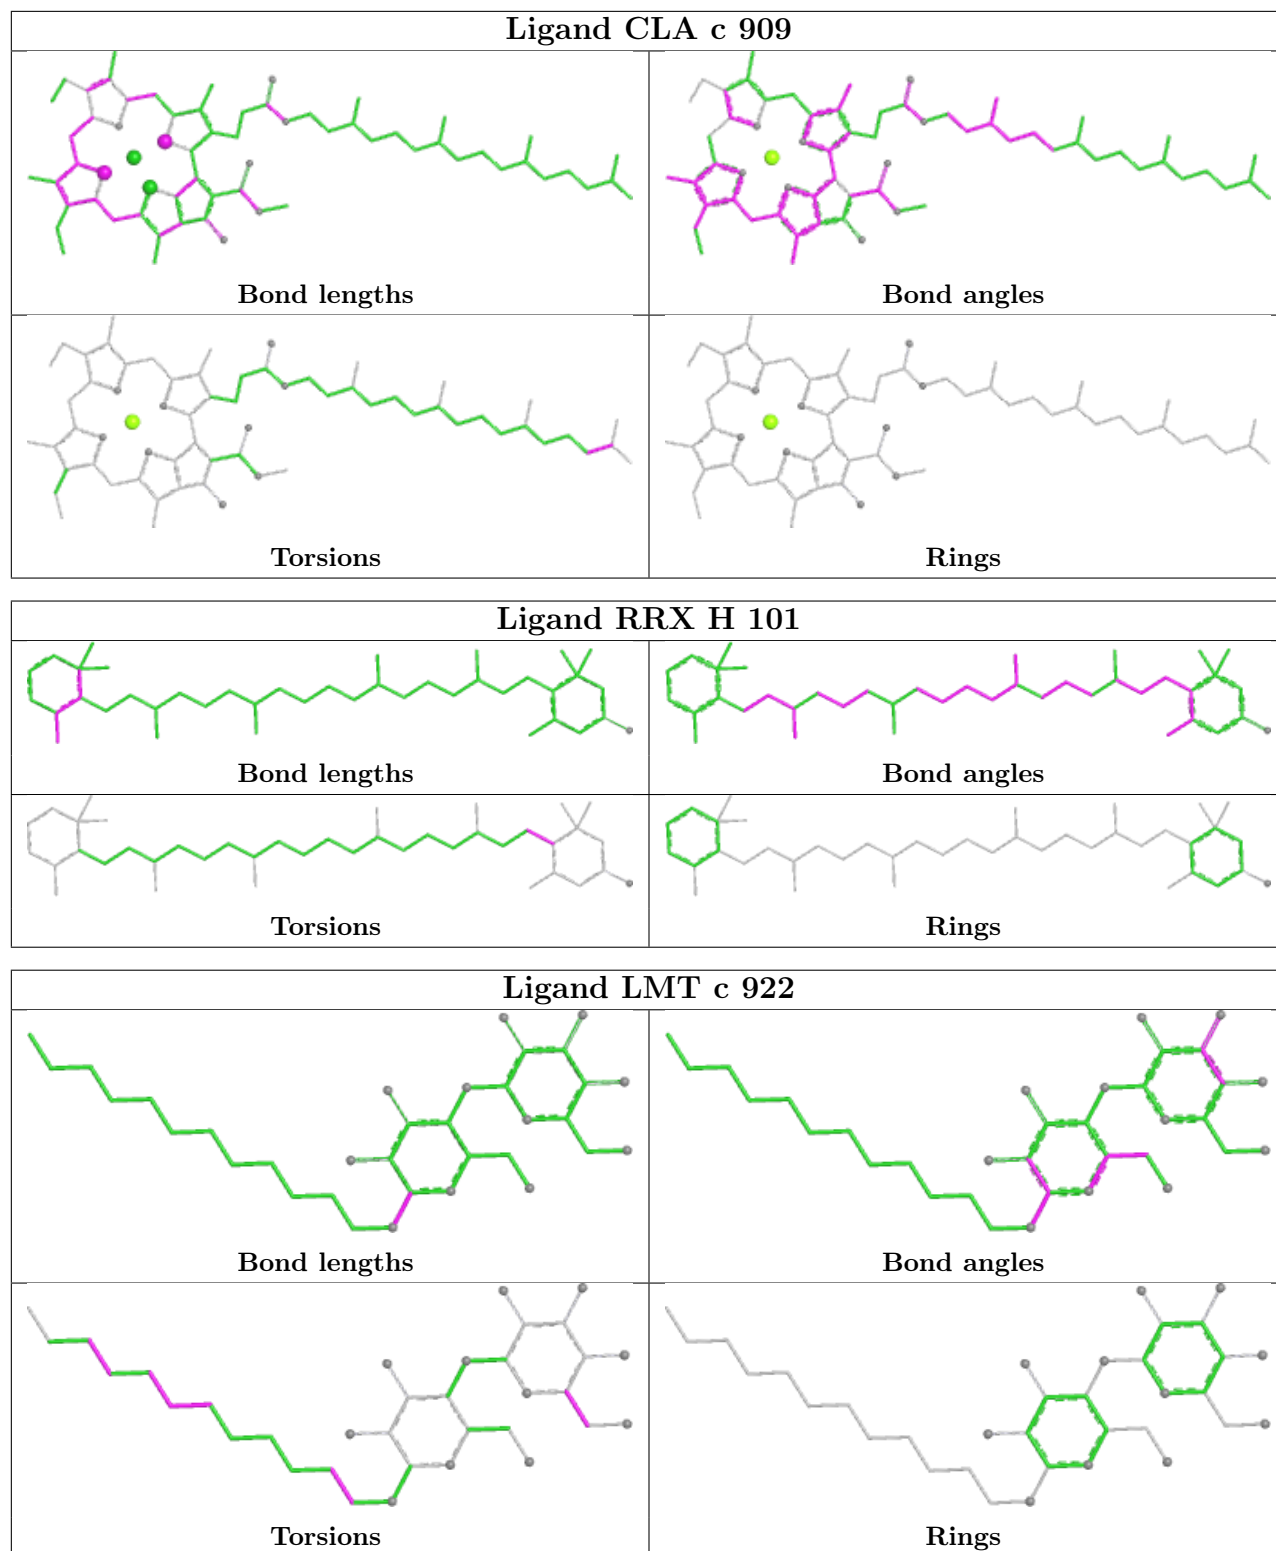 Ligand CLA c 909
Bond lengths
Bond angles
Torsions
Rings
Ligand RRX H 101
Bond lengths
Bond angles
Torsions
Rings
Ligand LMT c 922
Bond lengths
Bond angles
Torsions
Rings